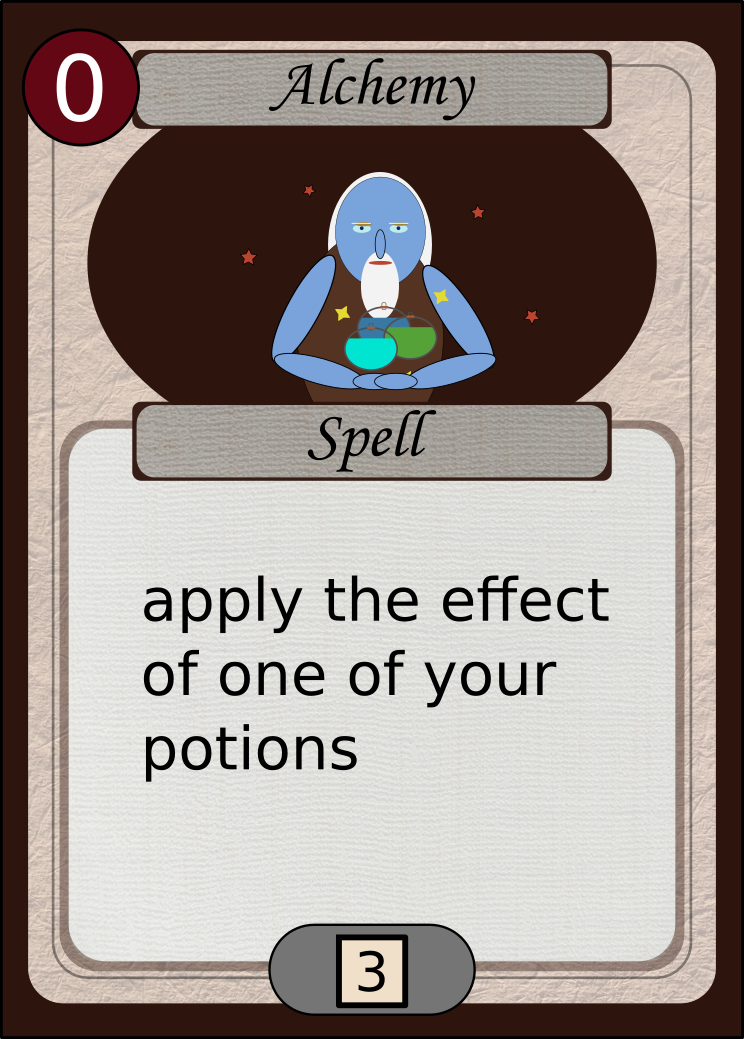 0
Alchemy
Spell
apply the effect
of one of your
potions
3